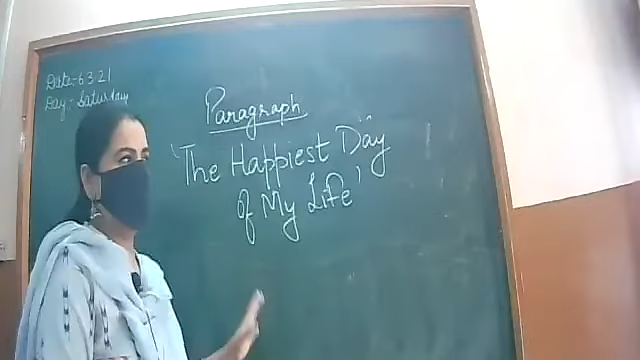 Date:-6.3.21
Day:- Saturday
Paragraph
'The Happiest Day
of My Life'